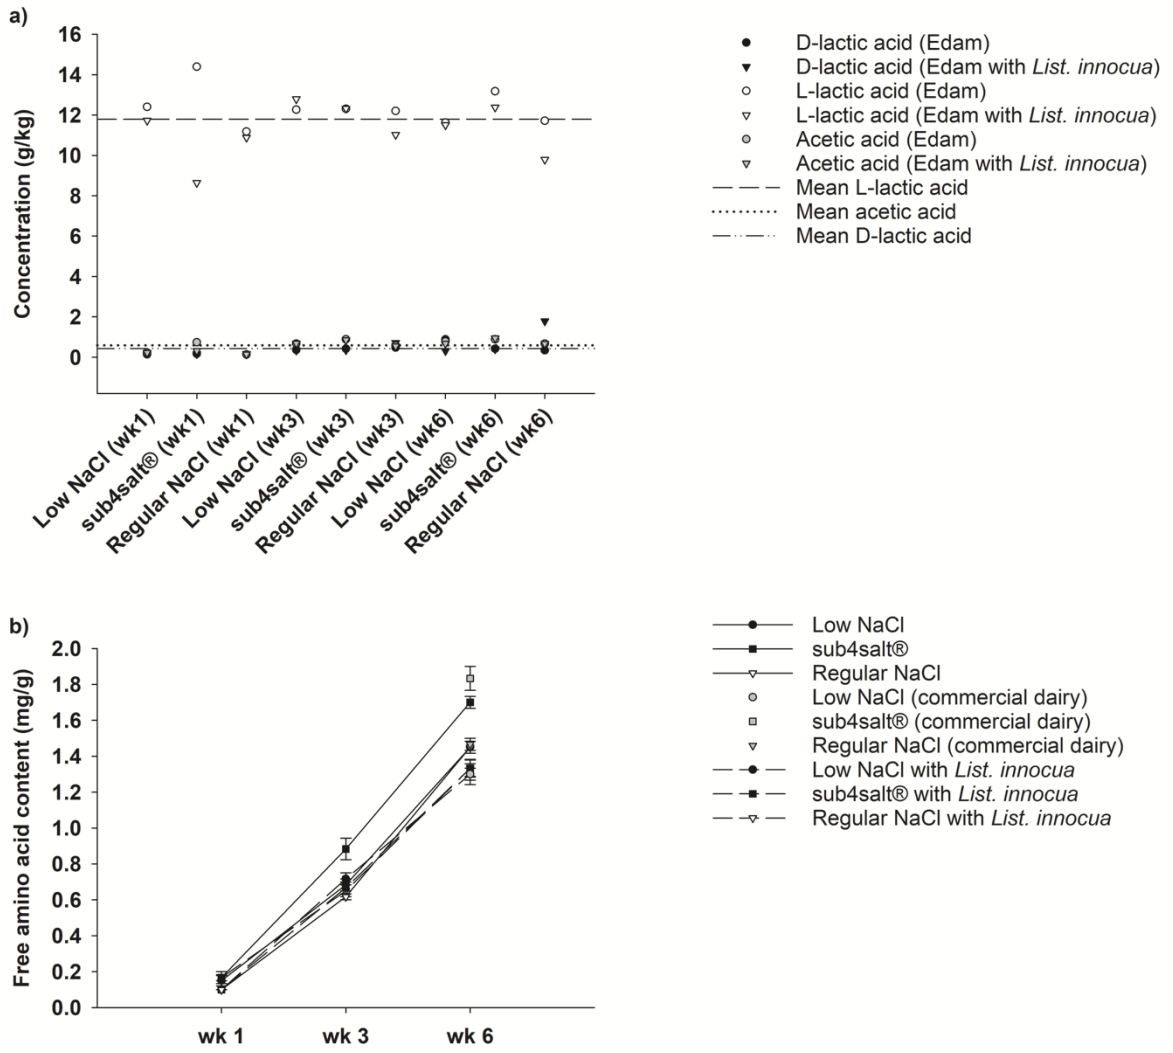 a)
16
14
12
10
8
6
4
2
0
Concentration (g/kg)
Low NaCl (wk1)
sub4salt® (wk1)
Regular NaCl (wk1)
Low NaCl (wk3)
sub4salt® (wk3)
Regular NaCl (wk3)
Low NaCl (wk6)
sub4salt® (wk6)
Regular NaCl (wk6)
D-lactic acid (Edam)
D-lactic acid (Edam with List. innocua)
L-lactic acid (Edam)
L-lactic acid (Edam with List. innocua)
Acetic acid (Edam)
Acetic acid (Edam with List. innocua)
Mean L-lactic acid
Mean acetic acid
Mean D-lactic acid
b)
2.0
1.8
1.6
1.4
1.2
1.0
0.8
0.6
0.4
0.2
0.0
Free amino acid content (mg/g)
wk 1
wk 3
wk 6
Low NaCl
sub4salt®
Regular NaCl
Low NaCl (commercial dairy)
sub4salt® (commercial dairy)
Regular NaCl (commercial dairy)
Low NaCl with List. innocua
sub4salt® with List. innocua
Regular NaCl with List. innocua